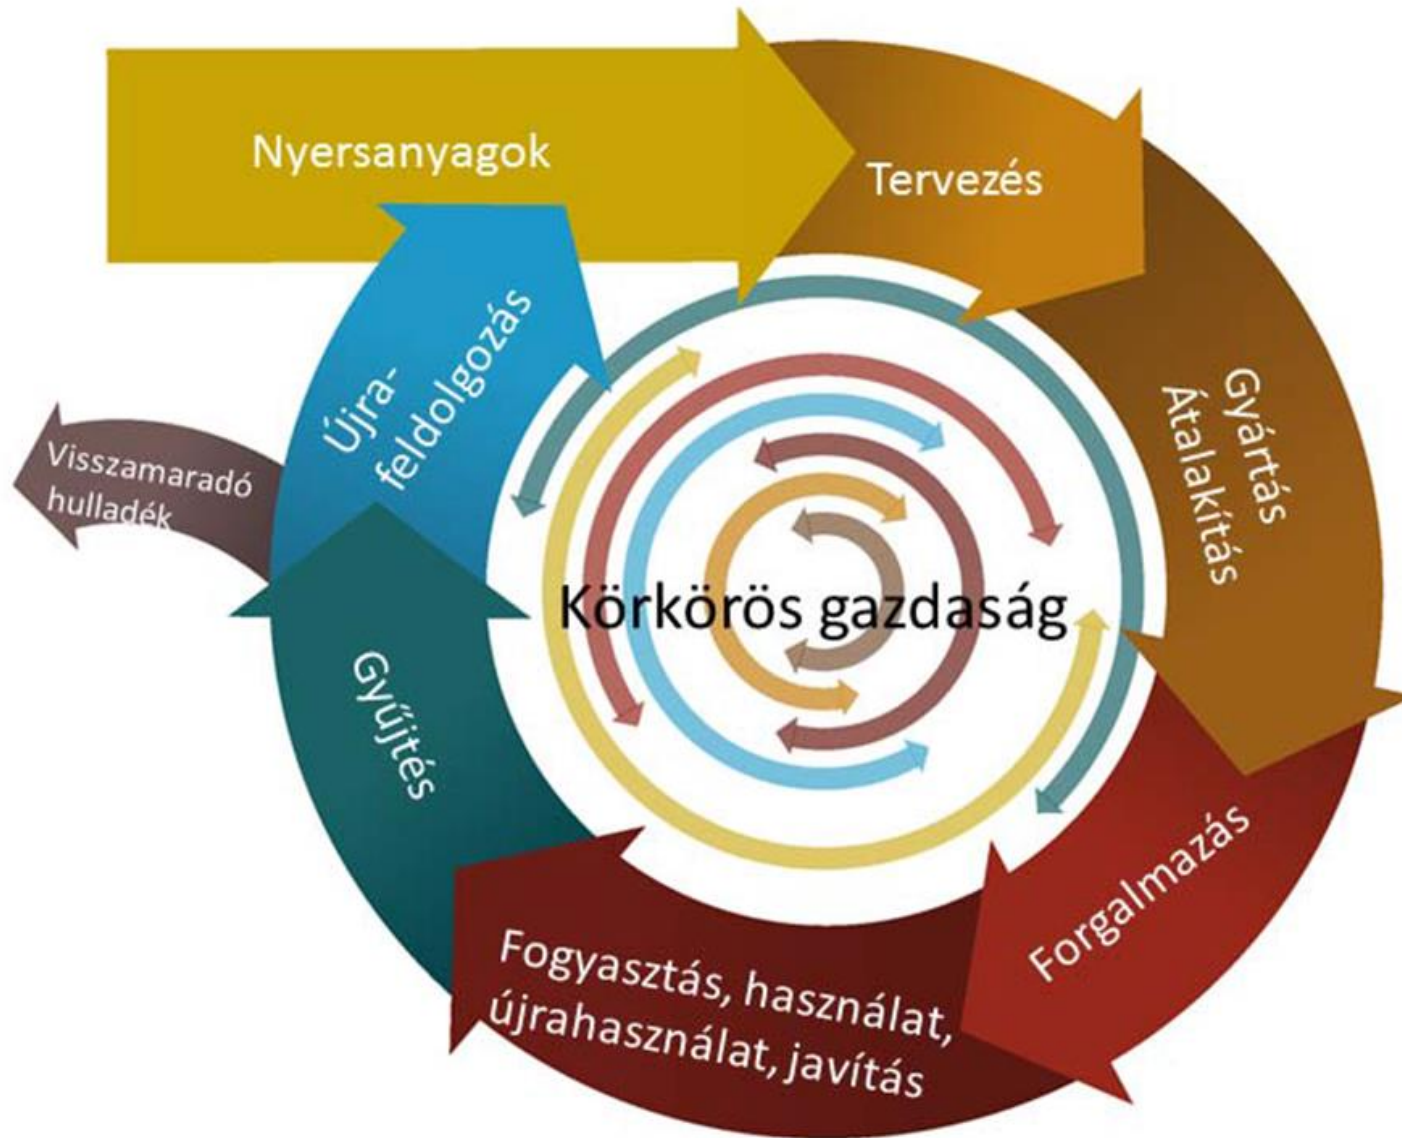 Nyersanyagok
Tervezés
Gyártás
Átalakítás
Forgalmazás
Fogyasztás, használat,
újrahasználat, javítás
Gyűjtés
Újra-
feldolgozás
Visszamaradó
hulladék
Körkörös gazdaság